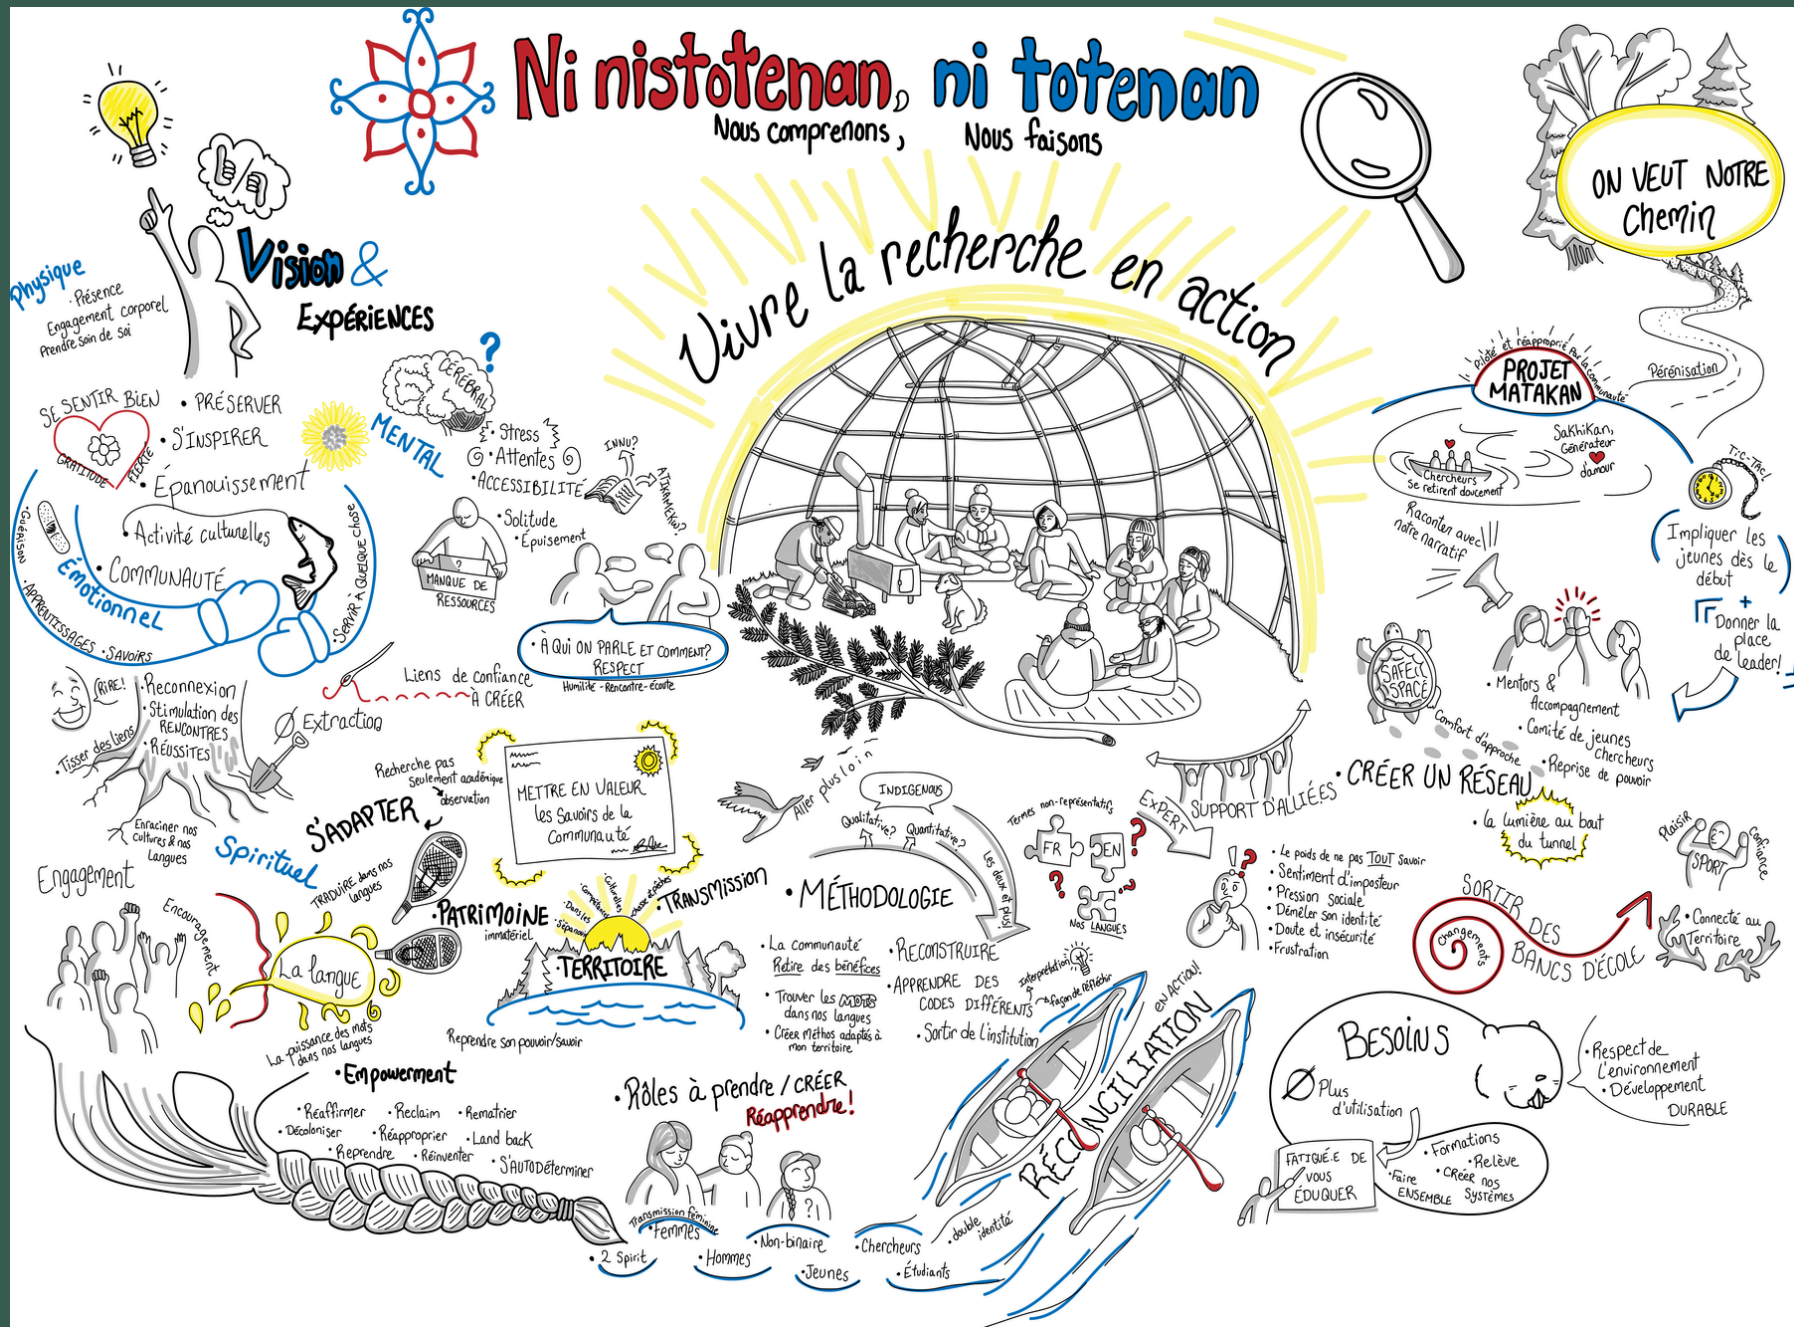 Ni nistotenan, ni totenan
Nous comprenons, Nous faisons
Vivre la recherche en action
Vision &
EXPÉRIENCES
Physique
• Présence
Engagement corporel
Prendre soin de soi
SE SENTIR BIEN
GRATITUDE
FIERTÉ
• PRÉSERVER
• S'INSPIRER
• Épanouissement
• Activité culturelles
• COMMUNAUTÉ
Émotionnel
• Guérison
• APPRENTISSAGES
• SAVOIRS
• SERVIR À QUELQUE CHOSE
MENTAL
CÉRÉBRAL
?
• Stress
• Attentes
• ACCESSIBILITÉ
INNU?
ATIKAMEKW?
• Solitude
• Épuisement
?
MANQUE DE
RESSOURCES
• À QUI ON PARLE ET COMMENT?
RESPECT
Humilité - Rencontre - écoute
Liens de confiance
À CRÉER
Ø Extraction
RIRE!
• Reconnexion
• Stimulation des
RENCONTRES
• RÉUSSITES
• Tisser des liens
Enraciner nos
cultures & nos
langues
Spirituel
S'ADAPTER
Recherche pas
seulement académique
observation
TRADUIRE dans nos
langues
METTRE EN VALEUR
les Savoirs de la
Communauté
Engagement
Encouragement
La langue
La puissance des mots
dans nos langues
• PATRIMOINE
immatériel
• TRANSMISSION
• TERRITOIRE
Reprendre son pouvoir/savoir
• Empowerment
• Réaffirmer
• Reclaim
• Rematrier
• Décoloniser
• Réapproprier
• Land back
• Reprendre
• Réinventer
• S'AUTODéterminer
Aller plus loin
INDIGENOUS
Qualitative?
Quantitative?
Les deux et plus!
• MÉTHODOLOGIE
• La communauté
Retire des bénéfices
• Trouver les MOTS
dans nos langues
• Créer Méthos adaptés à
mon territoire
• RECONSTRUIRE
• APPRENDRE DES
CODES DIFFÉRENTS
Interprétation
façon de réfléchir
• Sortir de l'institution
Termes non-représentatifs
FR
EN
NOS LANGUES
• Rôles à prendre / CRÉER
Réapprendre!
Transmission féminine
• Femmes
• 2 Spirit
• Hommes
• Non-binaire
• Jeunes
• Chercheurs
• Étudiants
• double
identité
RÉCONCILIATION
EN ACTION!
SUPPORT D'ALLIÉ.ES
EXPERT
!?
• Le poids de ne pas TOUT savoir
• Sentiment d'imposteur
• Pression sociale
• Démêler son identité
• Doute et insécurité
• Frustration
ON VEUT NOTRE
Chemin
Pérénisation
Piloté et réapproprié par la communauté
PROJET
MATAKAN
Sakhikan,
Générateur
d'amour
Chercheurs
se retirent doucement
Tic-TAC!
Raconter avec
notre narratif
Impliquer les
jeunes dès le
début
+
Donner la
place
de leader!
SAFE
SPACE
Comfort d'approche
• Mentors &
Accompagnement
• Comité de jeunes
Chercheurs
• Reprise de pouvoir
• CRÉER UN RÉSEAU
• la lumière au bout
du tunnel
Plaisir
SPORT
Confiance
SORTIR DES
BANCS D'ÉCOLE
Changements
• Connecté au
Territoire
BESOINS
Ø Plus
d'utilisation
FATIGUÉ.E DE
VOUS
ÉDUQUER
• Formations
• Relève
• Faire
ENSEMBLE
• CRÉER NOS
SYSTÈMES
• Respect de
l'environnement
• Développement
DURABLE